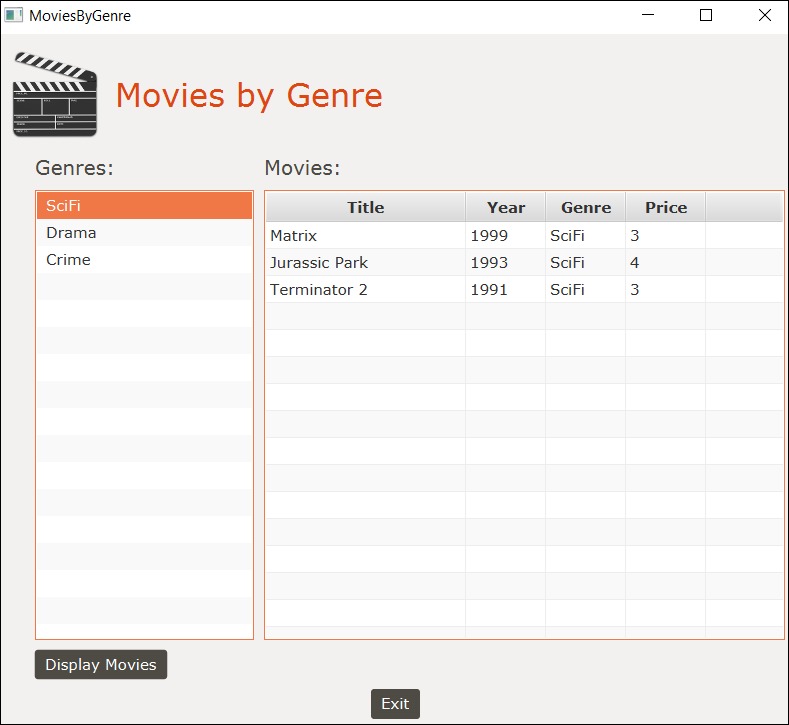 MoviesByGenre
Movies by Genre
Genres:
Movies:
SciFi
Drama
Crime
Title Year Genre Price
Matrix 1999 SciFi 3
Jurassic Park 1993 SciFi 4
Terminator 2 1991 SciFi 3
Display Movies
Exit